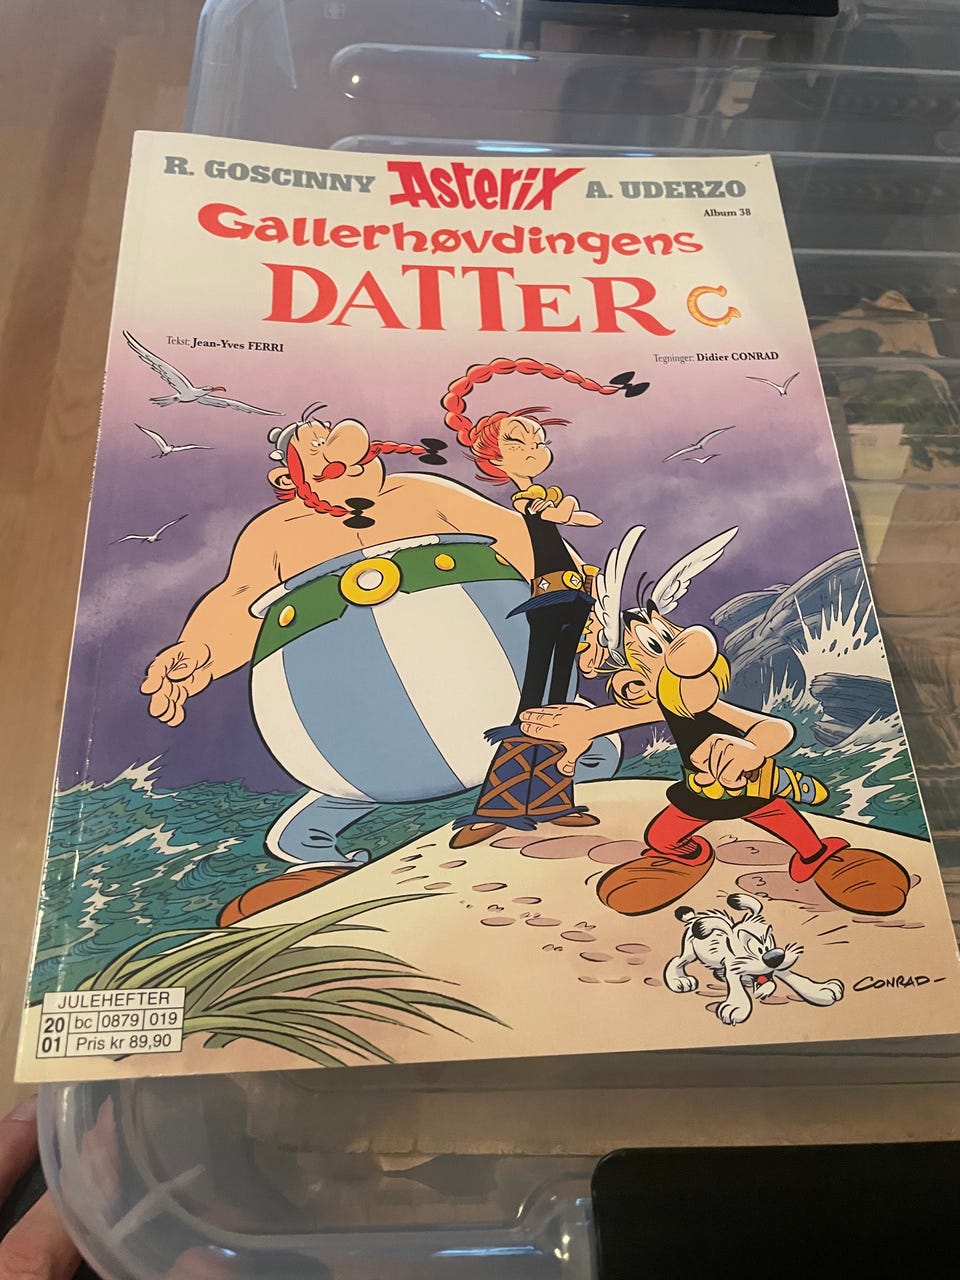 R. GOSCINNY Asterix A. UDERZO
Album 38
Gallerhøvdingens
DATTER
Tekst: Jean-Yves FERRI
Tegninger: Didier CONRAD
CONRAD
JULEHEFTER
20 bc 0879 019
01 Pris kr 89,90